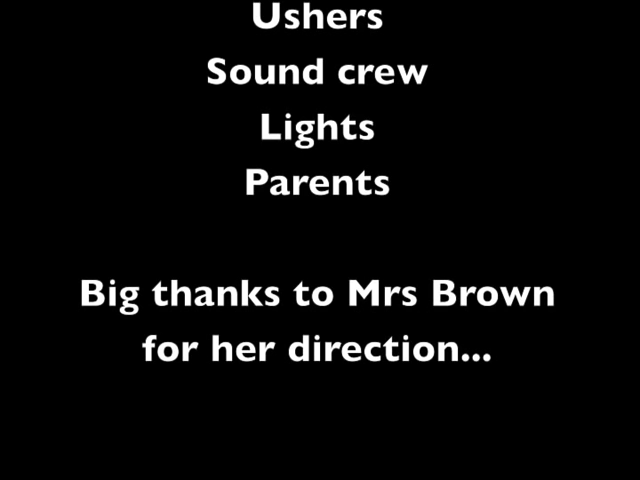 Ushers
Sound crew
Lights
Parents
Big thanks to Mrs Brown
for her direction...